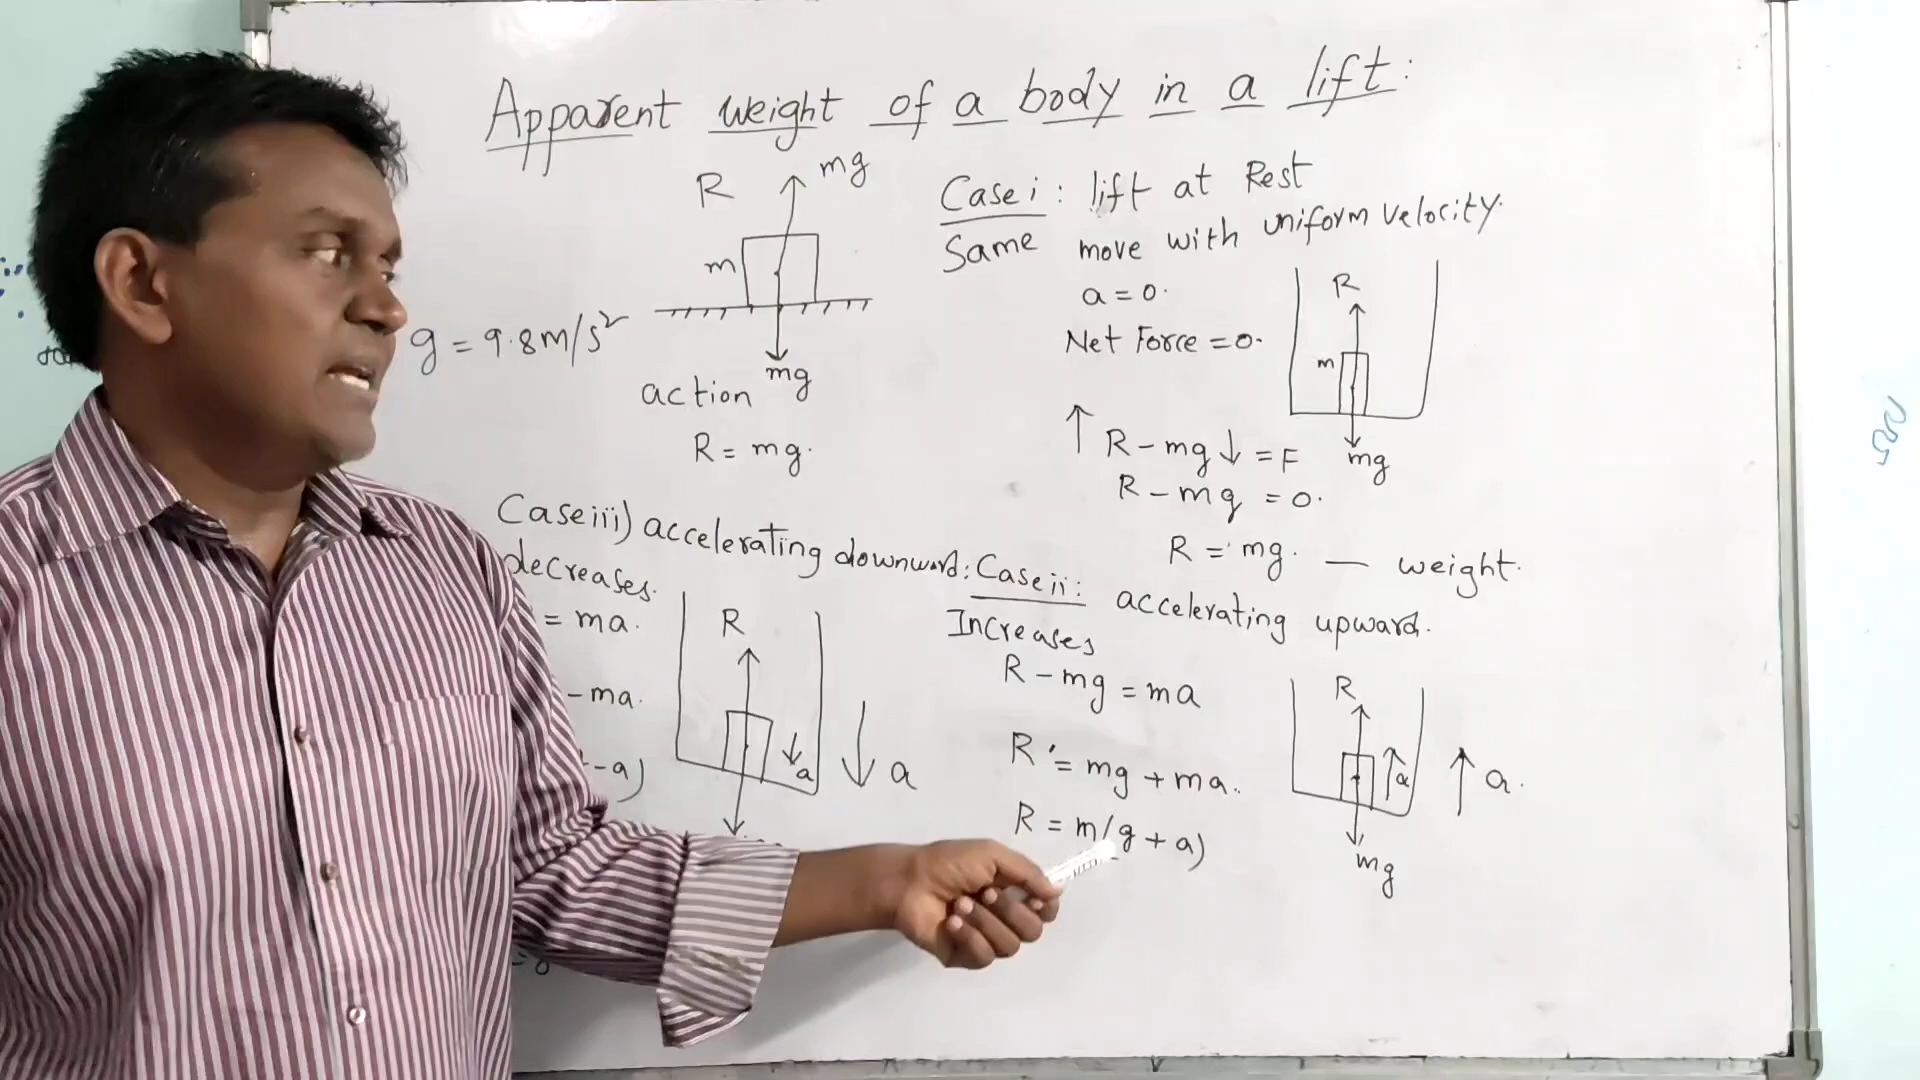 Apparent weight of a body in a lift:
R
mg
m
g = 9.8m/s²
mg
action
R = mg.
Case i: lift at Rest
Same move with uniform velocity.
a = 0.
Net Force = 0.
R
m
mg
↑ R - mg ↓ = F
R - mg = 0.
R = mg. — weight.
Case ii: accelerating upward.
Increases
R - mg = ma
R = mg + ma.
R = m(g + a)
R
a
a.
mg
Case iii) accelerating downward:
decreases.
= ma.
- ma.
- a)
R
a
a